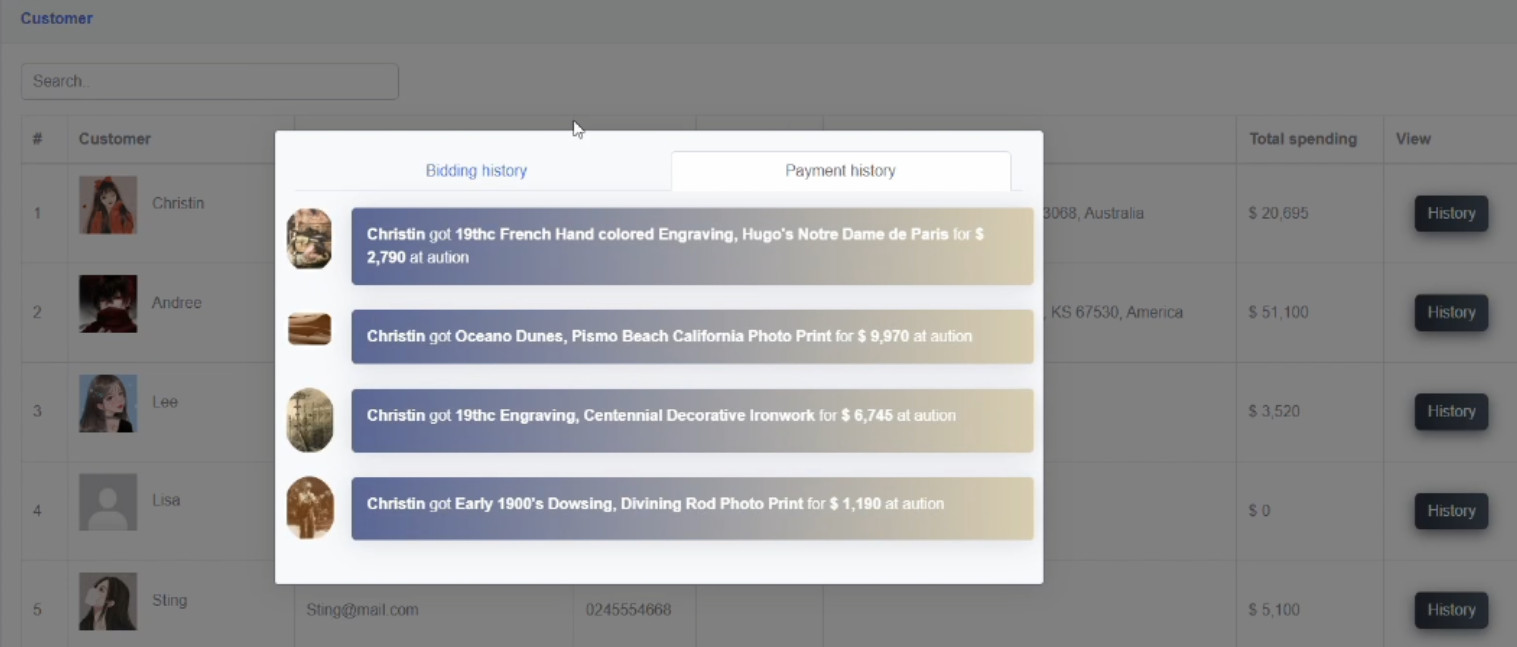 Customer
Search..
# Customer Total spending View
Bidding history Payment history
1 Christin 3068, Australia $ 20,695 History
Christin got 19thc French Hand colored Engraving, Hugo's Notre Dame de Paris for $
2,790 at aution
2 Andree , KS 67530, America $ 51,100 History
Christin got Oceano Dunes, Pismo Beach California Photo Print for $ 9,970 at aution
3 Lee $ 3,520 History
Christin got 19thc Engraving, Centennial Decorative Ironwork for $ 6,745 at aution
4 Lisa $ 0 History
Christin got Early 1900's Dowsing, Divining Rod Photo Print for $ 1,190 at aution
5 Sting Sting@mail.com 0245554668 $ 5,100 History